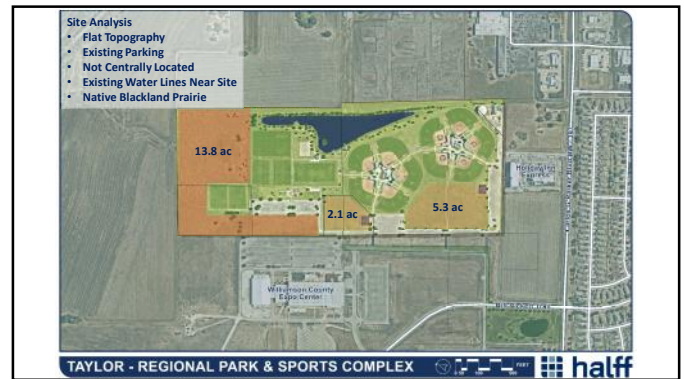 Site Analysis
• Flat Topography
• Existing Parking
• Not Centrally Located
• Existing Water Lines Near Site
• Native Blackland Prairie
13.8 ac
2.1 ac
5.3 ac
Williamson County
Expo Center
TAYLOR - REGIONAL PARK & SPORTS COMPLEX
FEET
halff